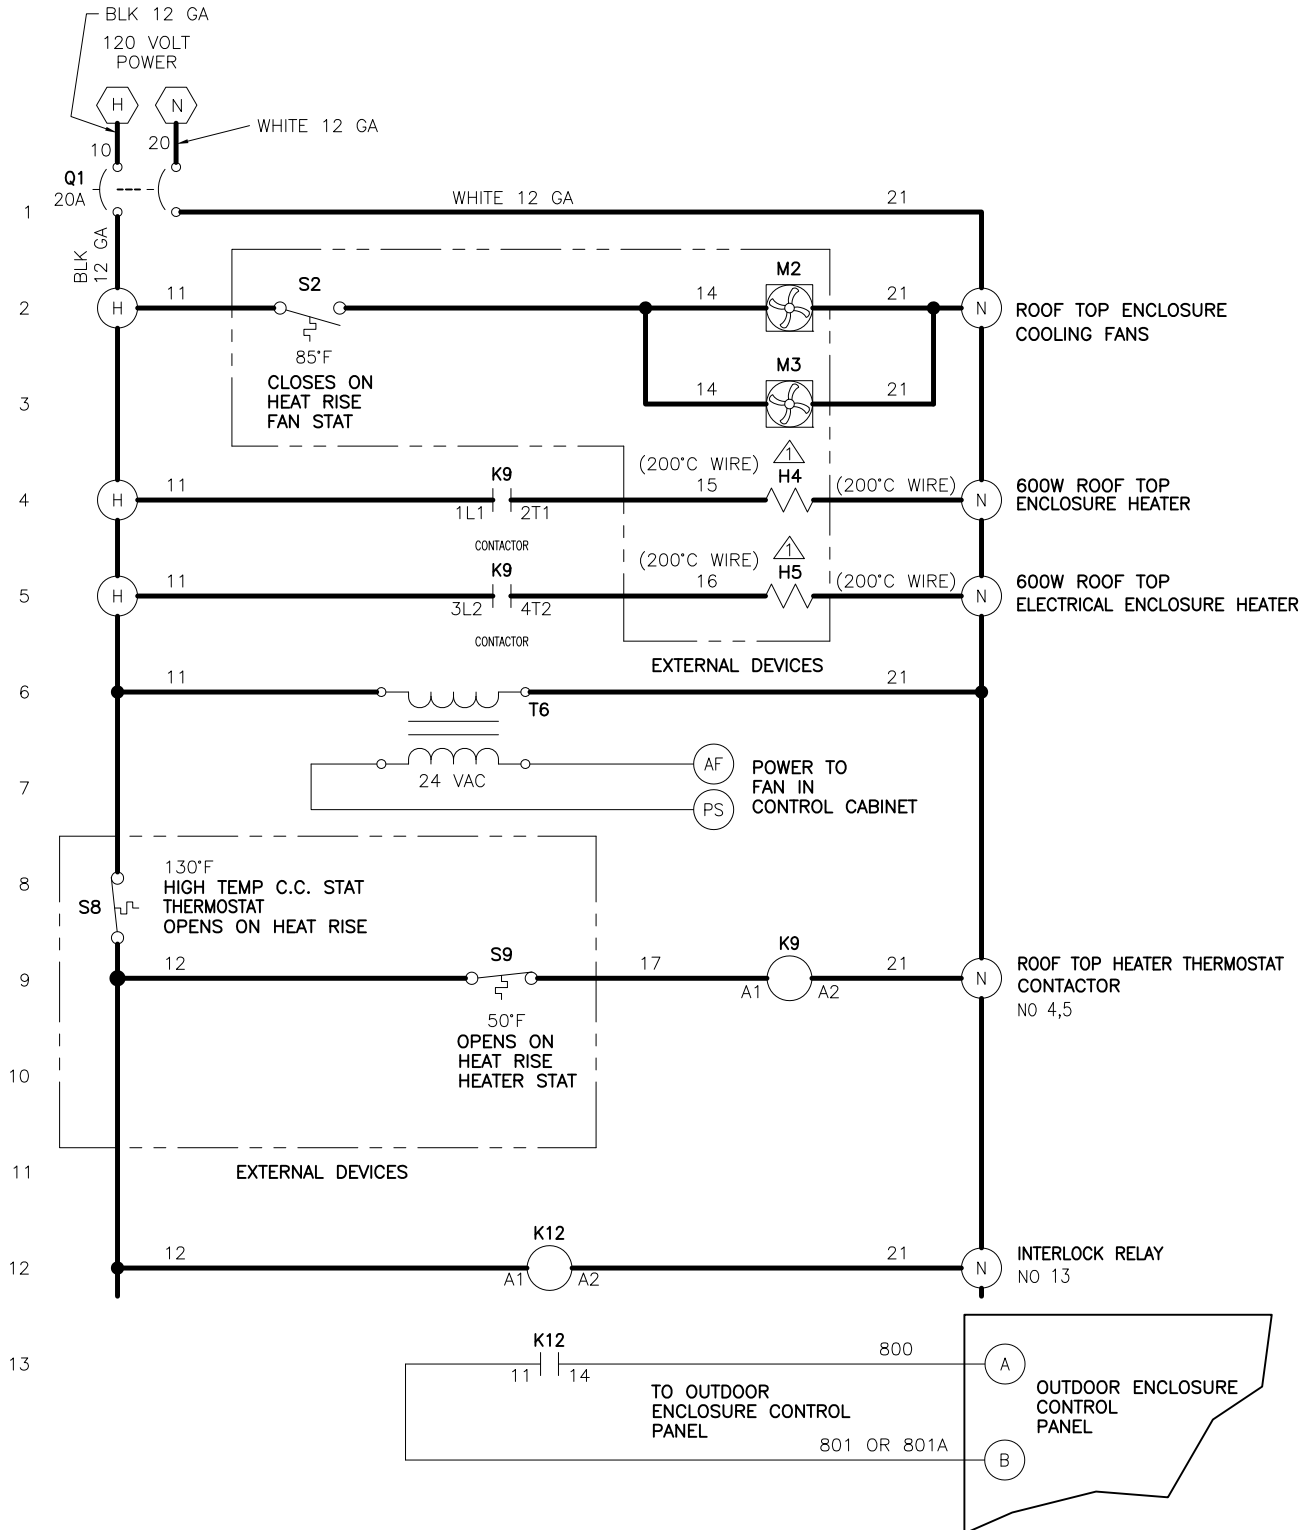 BLK 12 GA
120 VOLT
POWER
H
N
WHITE 12 GA
10
20
Q1
20A
1
WHITE 12 GA
21
BLK
12 GA
2
H
11
S2
85°F
CLOSES ON
HEAT RISE
FAN STAT
14
M2
21
N
ROOF TOP ENCLOSURE
COOLING FANS
3
14
M3
21
4
H
11
K9
1L1
2T1
CONTACTOR
(200°C WIRE)
15
1
H4
(200°C WIRE)
N
600W ROOF TOP
ENCLOSURE HEATER
5
H
11
K9
3L2
4T2
CONTACTOR
(200°C WIRE)
16
1
H5
(200°C WIRE)
N
600W ROOF TOP
ELECTRICAL ENCLOSURE HEATER
EXTERNAL DEVICES
6
11
T6
21
7
24 VAC
AF
PS
POWER TO
FAN IN
CONTROL CABINET
8
S8
130°F
HIGH TEMP C.C. STAT
THERMOSTAT
OPENS ON HEAT RISE
9
12
S9
50°F
OPENS ON
HEAT RISE
HEATER STAT
17
K9
A1
A2
21
N
ROOF TOP HEATER THERMOSTAT
CONTACTOR
NO 4,5
10
11
EXTERNAL DEVICES
12
12
K12
A1
A2
21
N
INTERLOCK RELAY
NO 13
13
K12
11
14
800
A
TO OUTDOOR
ENCLOSURE CONTROL
PANEL
801 OR 801A
B
OUTDOOR ENCLOSURE
CONTROL
PANEL